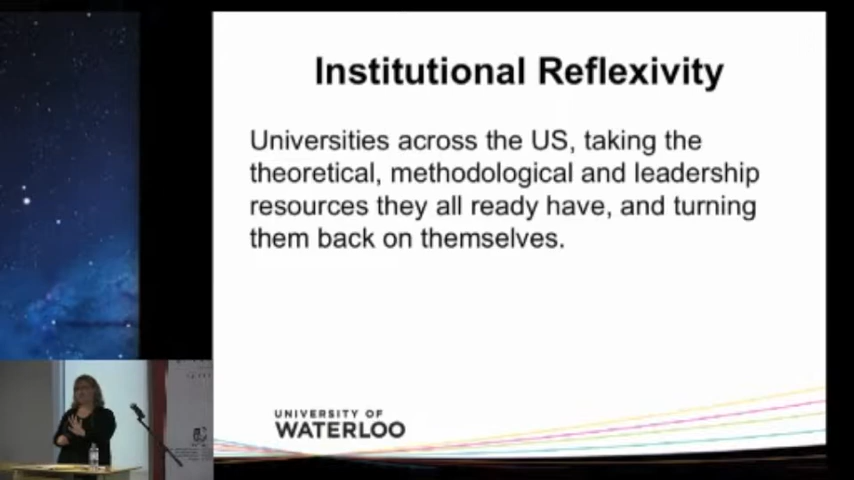 Institutional Reflexivity
Universities across the US, taking the
theoretical, methodological and leadership
resources they all ready have, and turning
them back on themselves.
UNIVERSITY OF
WATERLOO